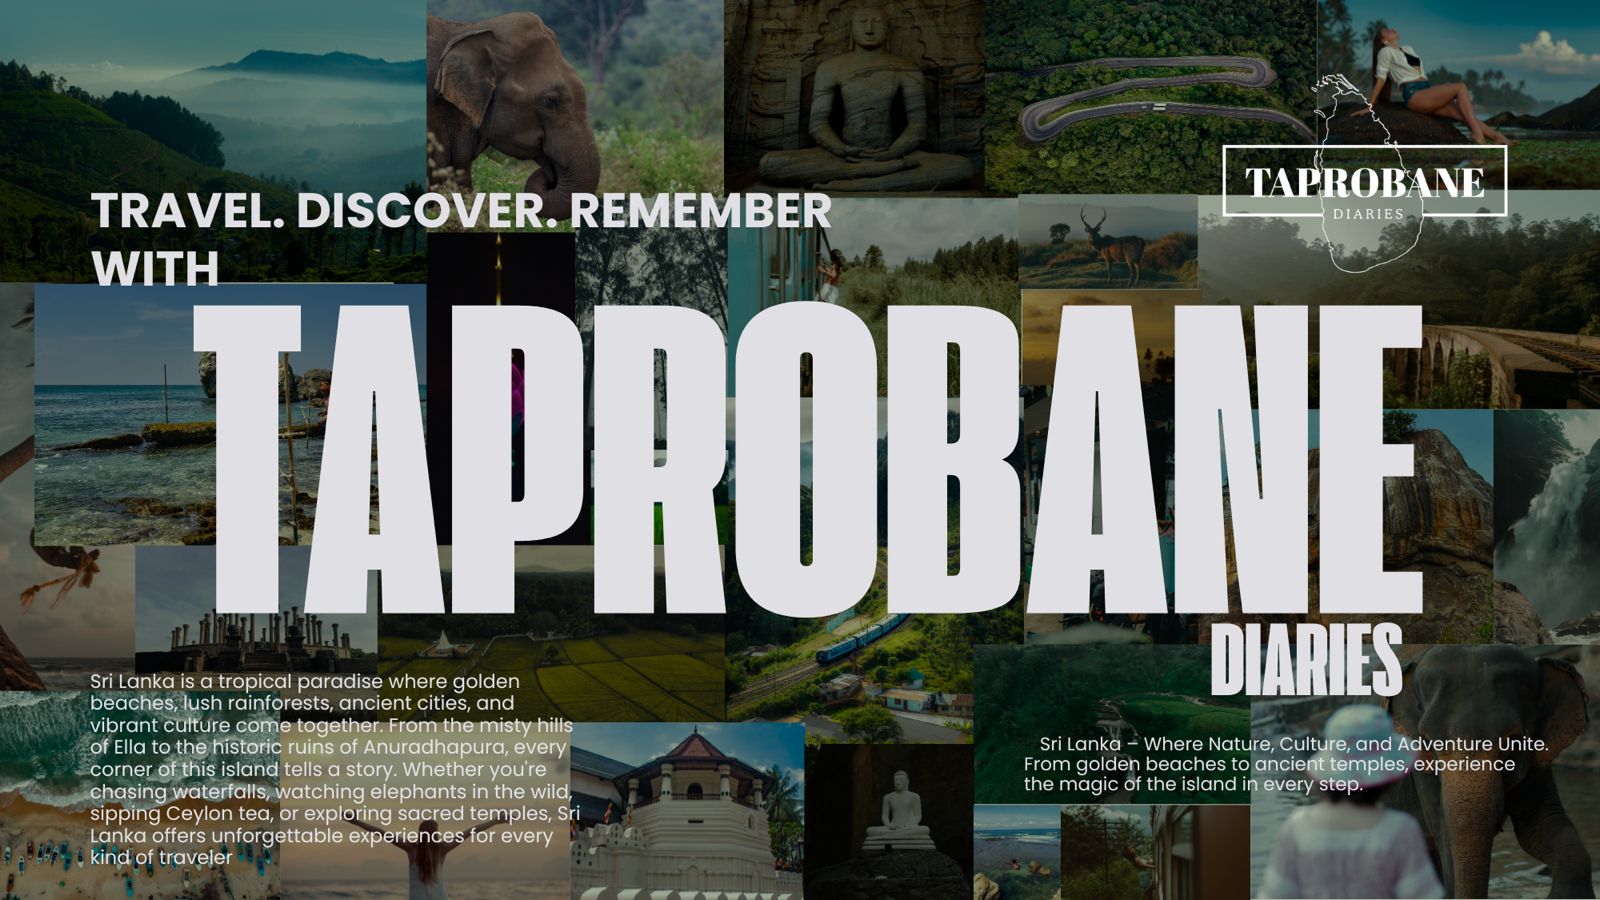 TRAVEL. DISCOVER. REMEMBER
WITH
TAPROBANE
DIARIES
TAPROBANE
DIARIES
Sri Lanka is a tropical paradise where golden
beaches, lush rainforests, ancient cities, and
vibrant culture come together. From the misty hills
of Ella to the historic ruins of Anuradhapura, every
corner of this island tells a story. Whether you're
chasing waterfalls, watching elephants in the wild,
sipping Ceylon tea, or exploring sacred temples, Sri
Lanka offers unforgettable experiences for every
kind of traveler
Sri Lanka – Where Nature, Culture, and Adventure Unite.
From golden beaches to ancient temples, experience
the magic of the island in every step.